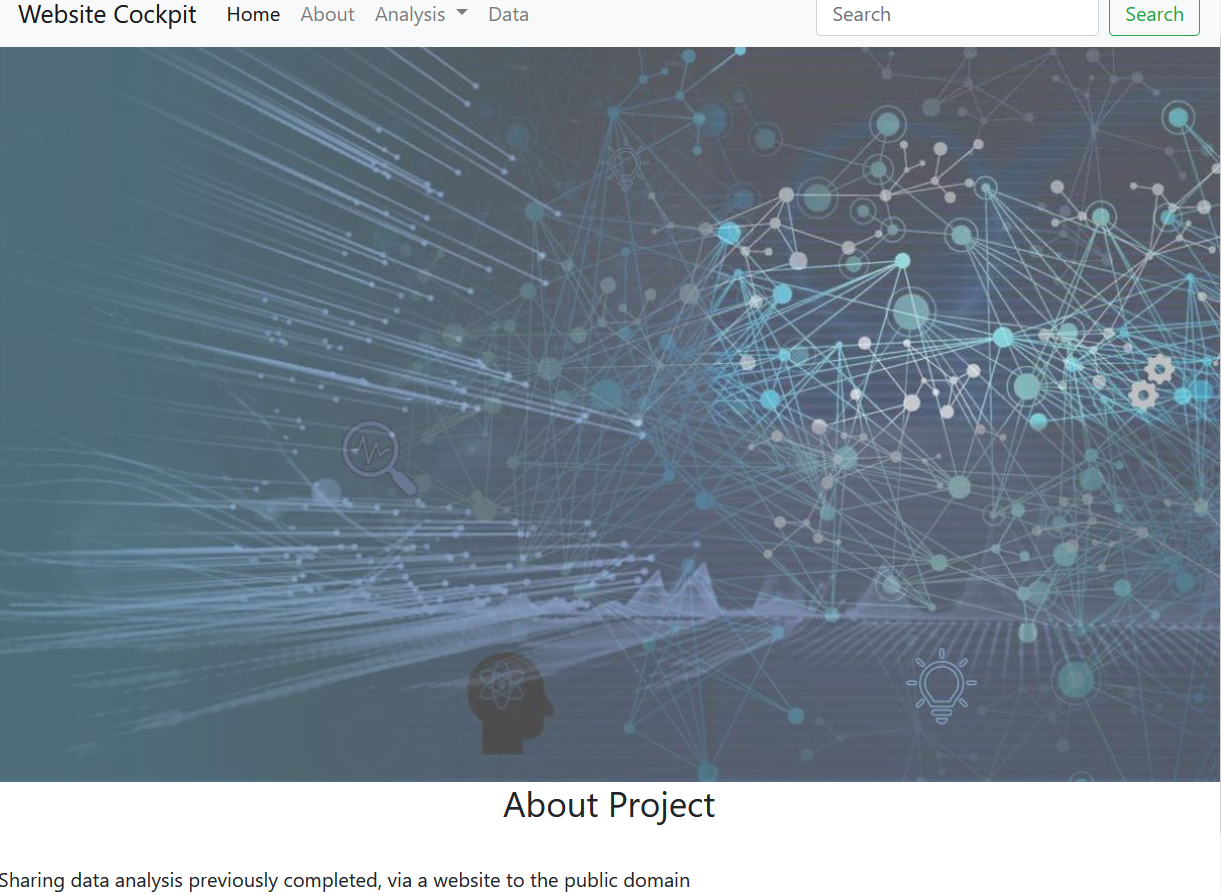 Website Cockpit Home About Analysis Data Search Search
About Project
Sharing data analysis previously completed, via a website to the public domain